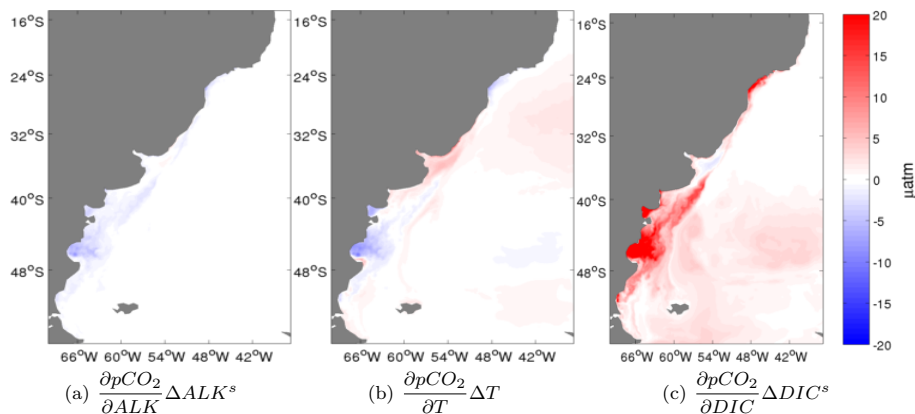 16°S 24°S 32°S 40°S 48°S
66°W 60°W 54°W 48°W 42°W
16°S 24°S 32°S 40°S 48°S
66°W 60°W 54°W 48°W 42°W
16°S 24°S 32°S 40°S 48°S
66°W 60°W 54°W 48°W 42°W
20
15
10
5
0
-5
-10
-15
-20
µatm
(a) ∂pCO₂/∂ALK ΔALKˢ
(b) ∂pCO₂/∂T ΔT
(c) ∂pCO₂/∂DIC ΔDICˢ